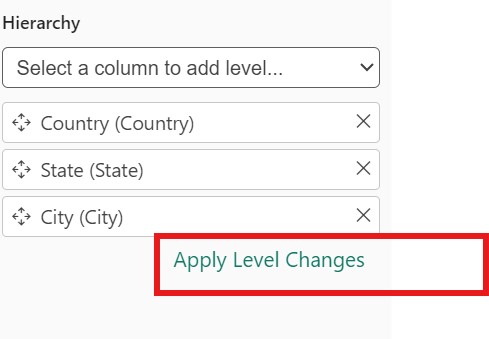 Hierarchy
Select a column to add level...
Country (Country)
State (State)
City (City)
Apply Level Changes